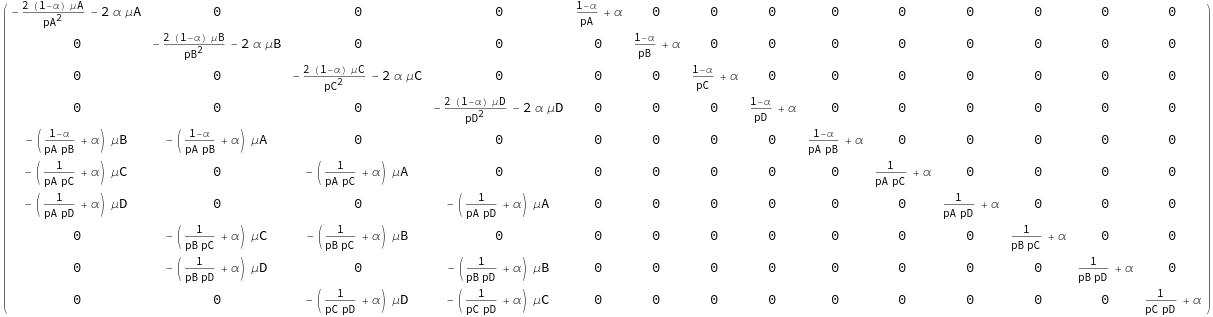 -2 (1-α) μA/pA² - 2 α μA 0 0 0 (1-α)/pA + α 0 0 0 0 0 0 0 0 0
0 -2 (1-α) μB/pB² - 2 α μB 0 0 0 (1-α)/pB + α 0 0 0 0 0 0 0 0
0 0 -2 (1-α) μC/pC² - 2 α μC 0 0 0 (1-α)/pC + α 0 0 0 0 0 0 0
0 0 0 -2 (1-α) μD/pD² - 2 α μD 0 0 0 (1-α)/pD + α 0 0 0 0 0 0
-((1-α)/(pA pB) + α) μB -((1-α)/(pA pB) + α) μA 0 0 0 0 0 0 (1-α)/(pA pB) + α 0 0 0 0 0
-(1/(pA pC) + α) μC 0 -(1/(pA pC) + α) μA 0 0 0 0 0 0 1/(pA pC) + α 0 0 0 0
-(1/(pA pD) + α) μD 0 0 -(1/(pA pD) + α) μA 0 0 0 0 0 0 1/(pA pD) + α 0 0 0
0 -(1/(pB pC) + α) μC -(1/(pB pC) + α) μB 0 0 0 0 0 0 0 0 1/(pB pC) + α 0 0
0 -(1/(pB pD) + α) μD 0 -(1/(pB pD) + α) μB 0 0 0 0 0 0 0 0 1/(pB pD) + α 0
0 0 -(1/(pC pD) + α) μD -(1/(pC pD) + α) μC 0 0 0 0 0 0 0 0 0 1/(pC pD) + α